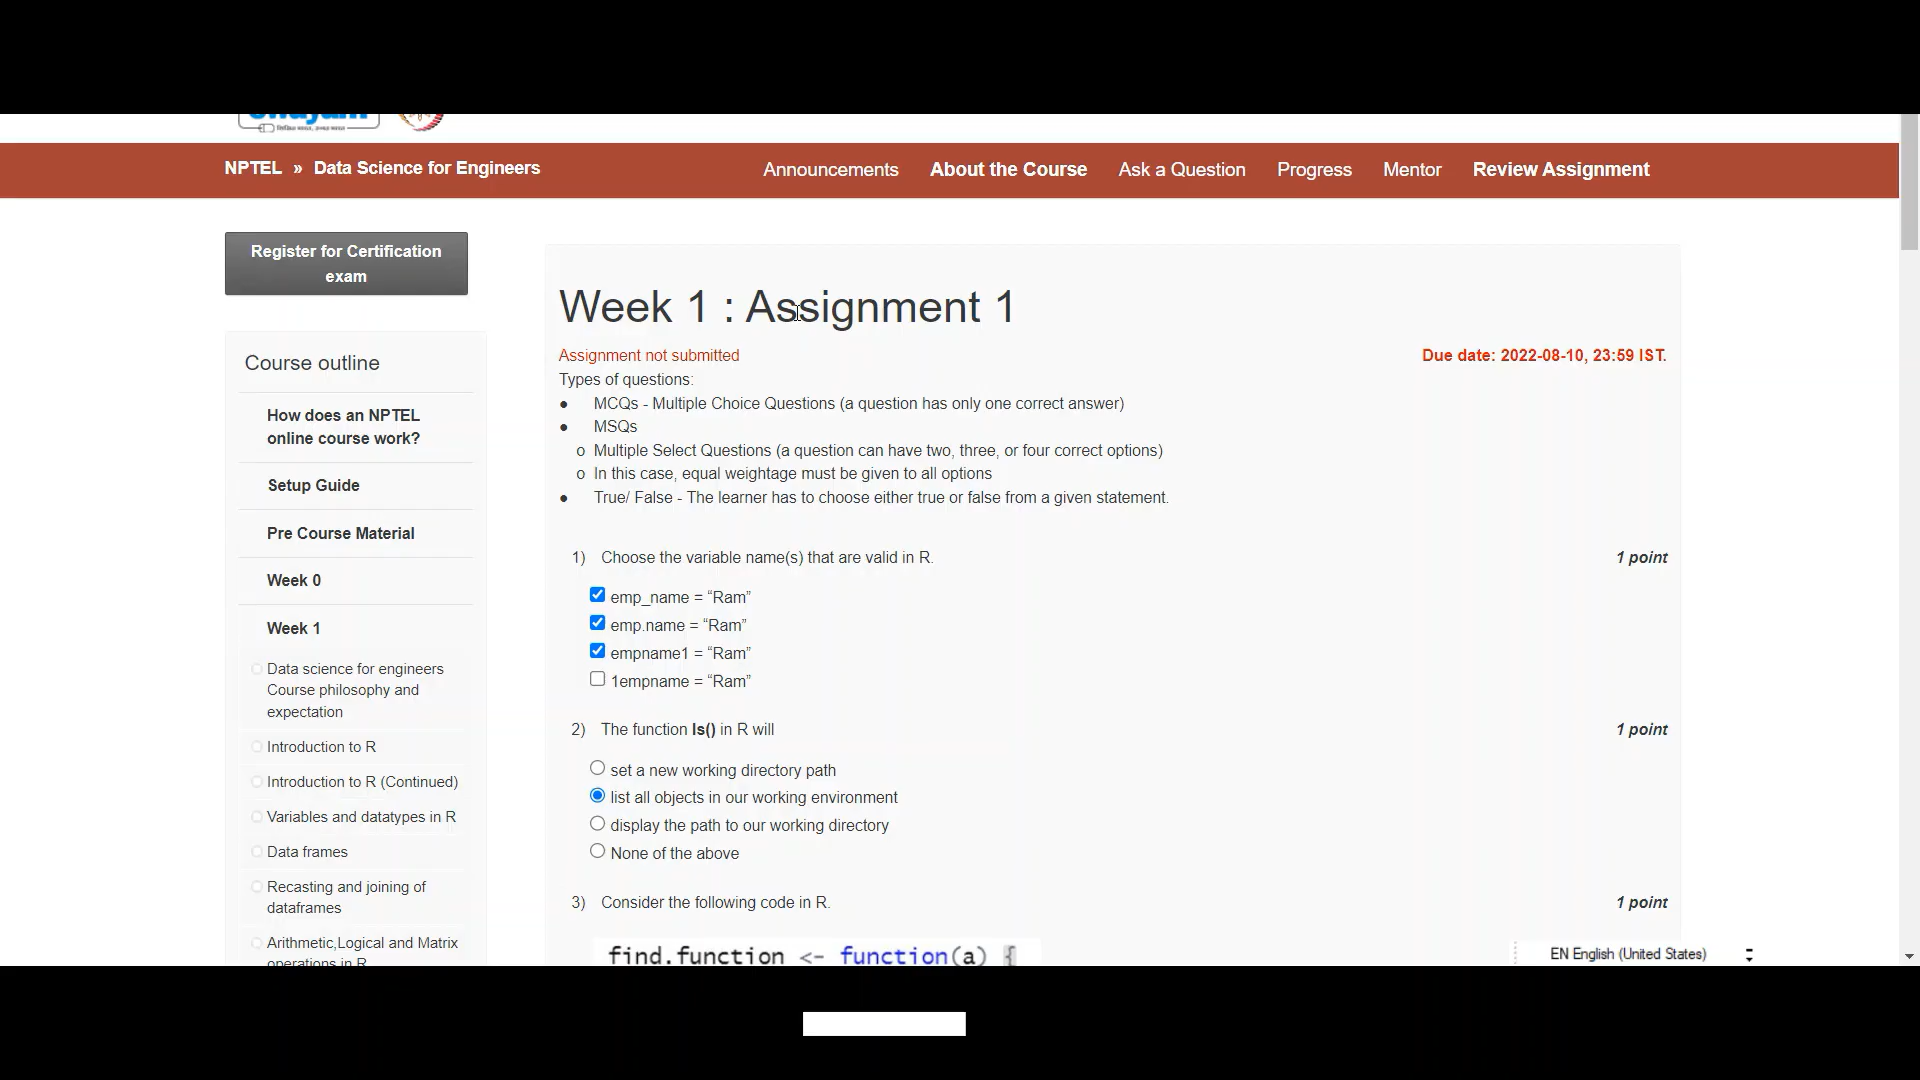 NPTEL » Data Science for Engineers
Announcements About the Course Ask a Question Progress Mentor Review Assignment
Register for Certification
exam
Course outline
How does an NPTEL
online course work?
Setup Guide
Pre Course Material
Week 0
Week 1
Data science for engineers
Course philosophy and
expectation
Introduction to R
Introduction to R (Continued)
Variables and datatypes in R
Data frames
Recasting and joining of
dataframes
Arithmetic,Logical and Matrix
operations in R
Week 1 : Assignment 1
Assignment not submitted Due date: 2022-08-10, 23:59 IST.
Types of questions:
● MCQs - Multiple Choice Questions (a question has only one correct answer)
● MSQs
o Multiple Select Questions (a question can have two, three, or four correct options)
o In this case, equal weightage must be given to all options
● True/ False - The learner has to choose either true or false from a given statement.
1) Choose the variable name(s) that are valid in R. 1 point
emp_name = “Ram”
emp.name = “Ram”
empname1 = “Ram”
1empname = “Ram”
2) The function ls() in R will 1 point
set a new working directory path
list all objects in our working environment
display the path to our working directory
None of the above
3) Consider the following code in R. 1 point
find.function <- function(a) {
EN English (United States)